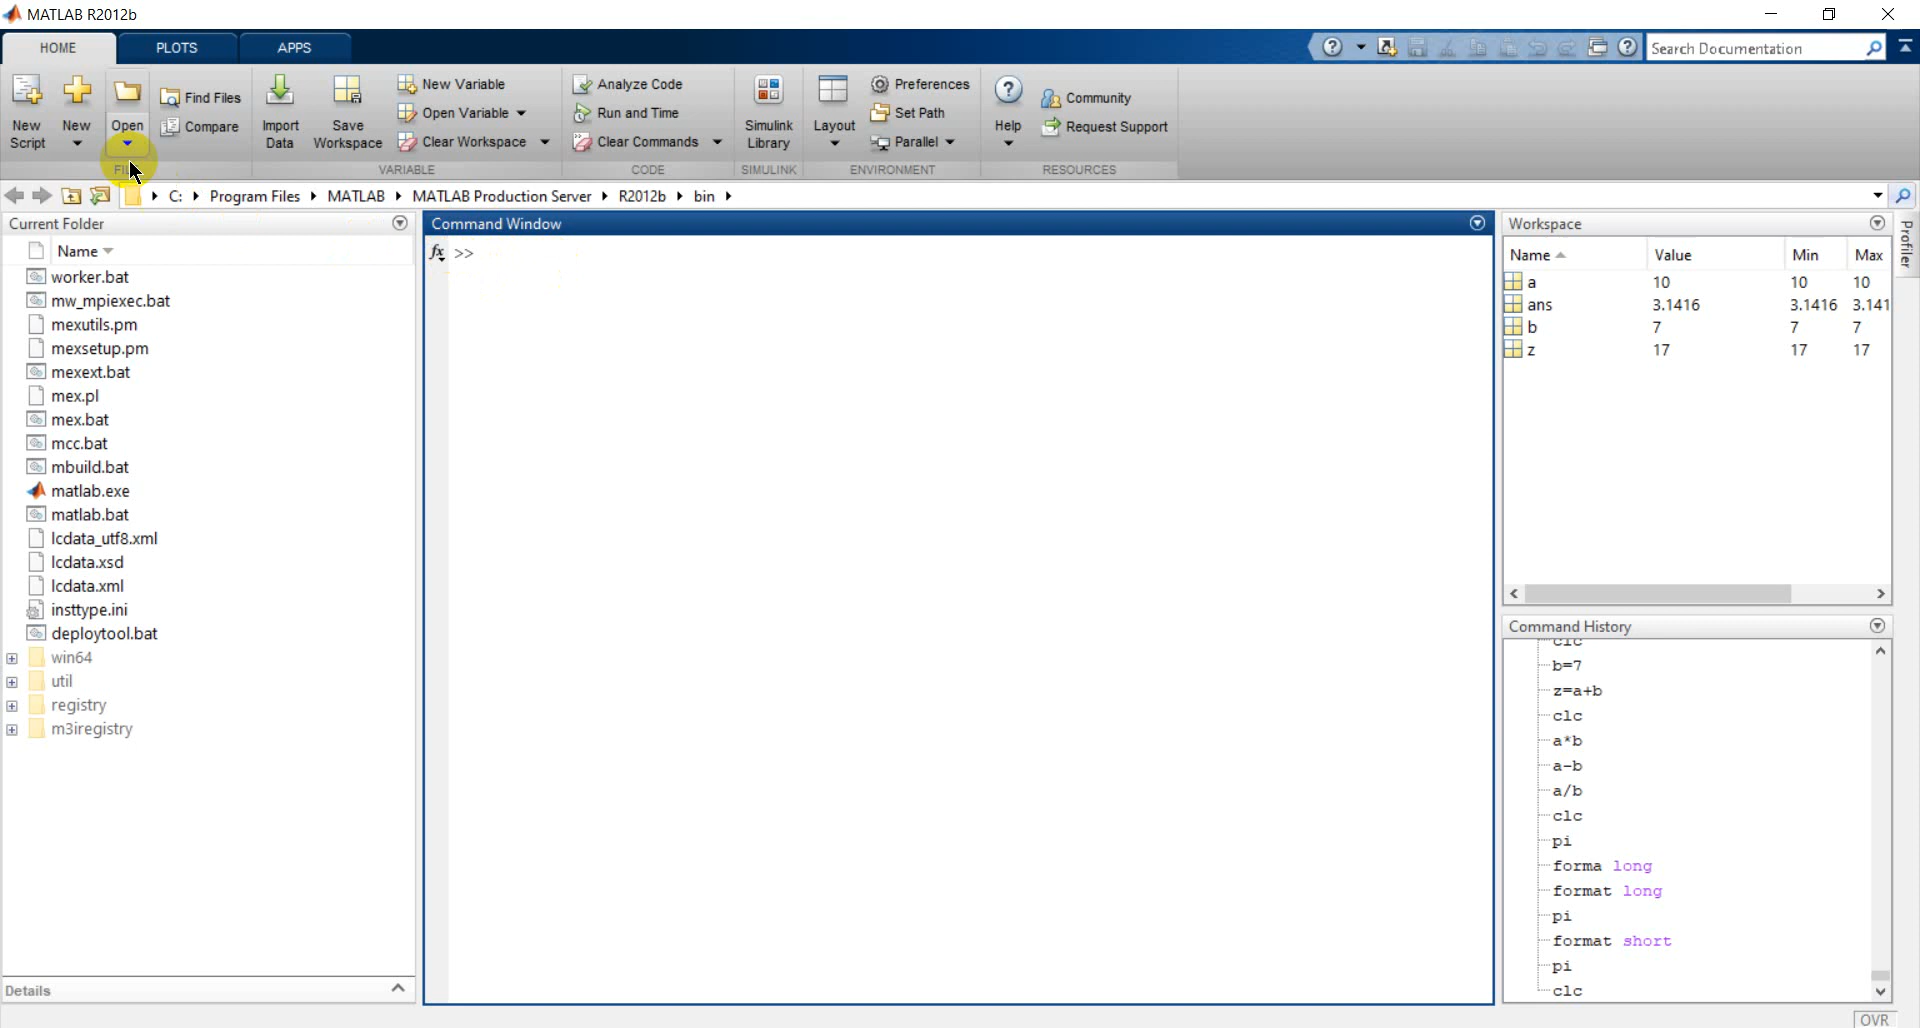 MATLAB R2012b
HOME
PLOTS
APPS
Search Documentation
New Script
New
Open
Find Files
Compare
Import Data
Save Workspace
New Variable
Open Variable
Clear Workspace
Analyze Code
Run and Time
Clear Commands
Simulink Library
Layout
Preferences
Set Path
Parallel
Help
Community
Request Support
VARIABLE
CODE
SIMULINK
ENVIRONMENT
RESOURCES
C: Program Files MATLAB MATLAB Production Server R2012b bin
Current Folder
Name
worker.bat
mw_mpiexec.bat
mexutils.pm
mexsetup.pm
mexext.bat
mex.pl
mex.bat
mcc.bat
mbuild.bat
matlab.exe
matlab.bat
lcdata_utf8.xml
lcdata.xsd
lcdata.xml
insttype.ini
deploytool.bat
win64
util
registry
m3iregistry
Details
Command Window
fx >>
Workspace
Name Value Min Max
a 10 10 10
ans 3.1416 3.1416 3.141
b 7 7 7
z 17 17 17
Profiler
Command History
clc
b=7
z=a+b
clc
a*b
a-b
a/b
clc
pi
forma long
format long
pi
format short
pi
clc
OVR